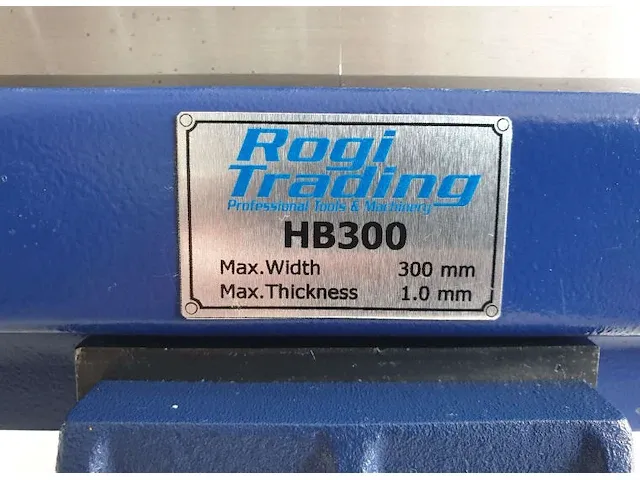 Rogi
Trading
Professional Tools & Machinery
HB300
Max.Width 300 mm
Max.Thickness 1.0 mm